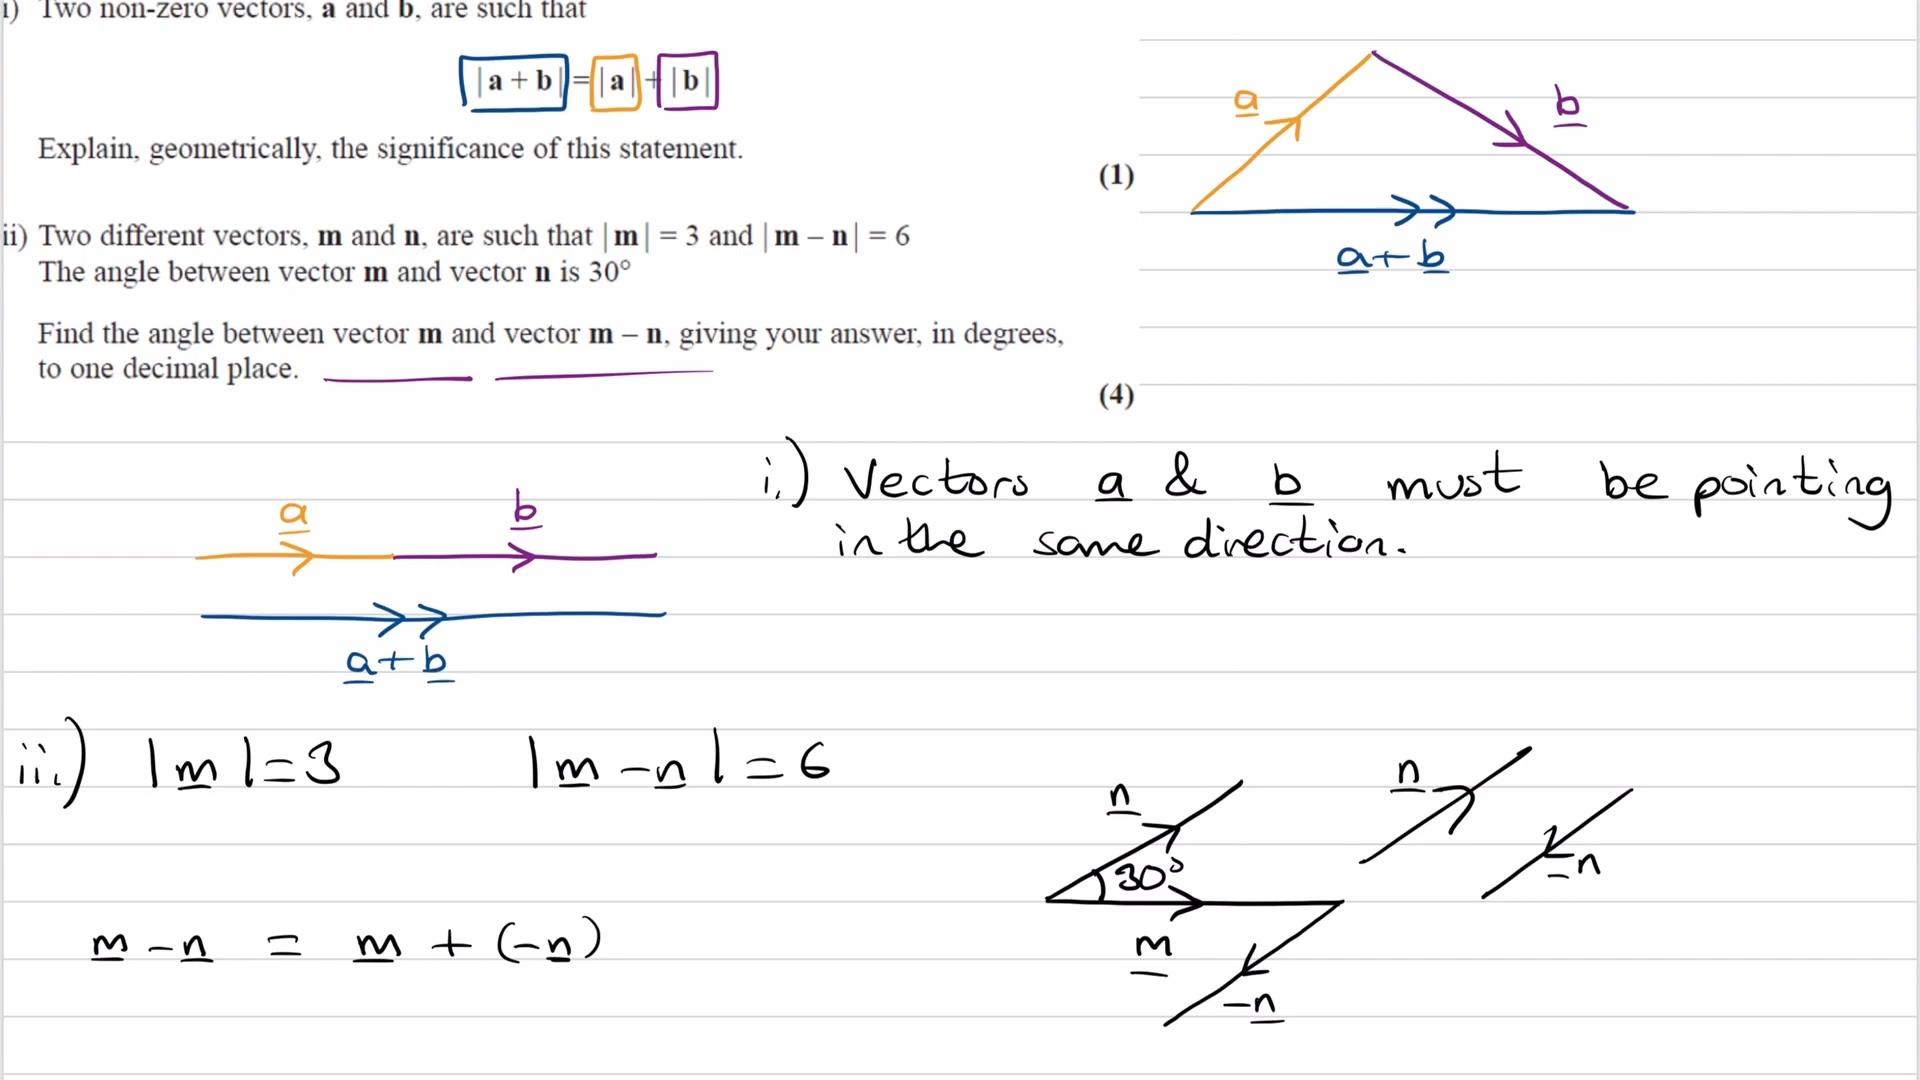 i) Two non-zero vectors, a and b, are such that
|a + b| = |a| + |b|
Explain, geometrically, the significance of this statement.
(1)
ii) Two different vectors, m and n, are such that |m| = 3 and |m – n| = 6
The angle between vector m and vector n is 30°
Find the angle between vector m and vector m – n, giving your answer, in degrees,
to one decimal place.
(4)
a
b
a+b
a
b
a+b
i.) Vectors a & b must be pointing
in the same direction.
ii.) |m|=3 |m-n|=6
m-n = m + (-n)
n
30°
m
-n
n
-n